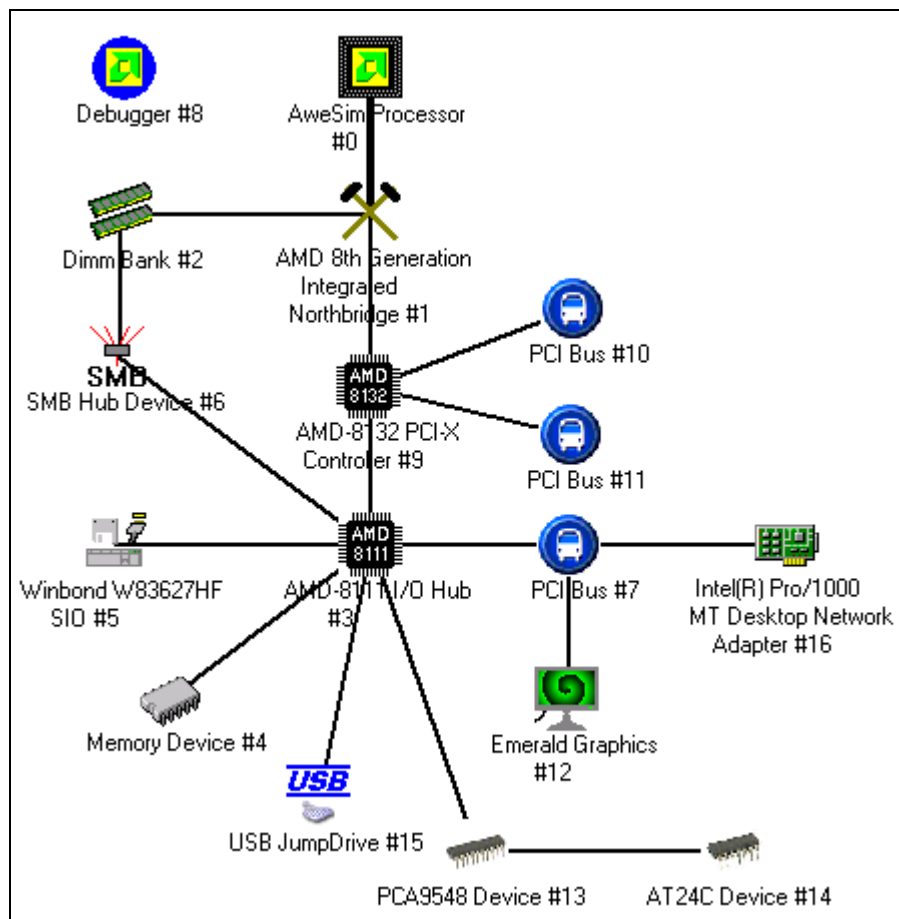 Debugger #8
AweSim Processor
#0
Dimm Bank #2
AMD 8th Generation
Integrated
Northbridge #1
PCI Bus #10
SMB
SMB Hub Device #6
AMD
8132
AMD-8132 PCI-X
Controller #9
PCI Bus #11
AMD
8111
Winbond W83627HF
SIO #5
AMD-8111 I/O Hub
#3
PCI Bus #7
Intel(R) Pro/1000
MT Desktop Network
Adapter #16
Memory Device #4
Emerald Graphics
#12
USB
USB JumpDrive #15
PCA9548 Device #13
AT24C Device #14